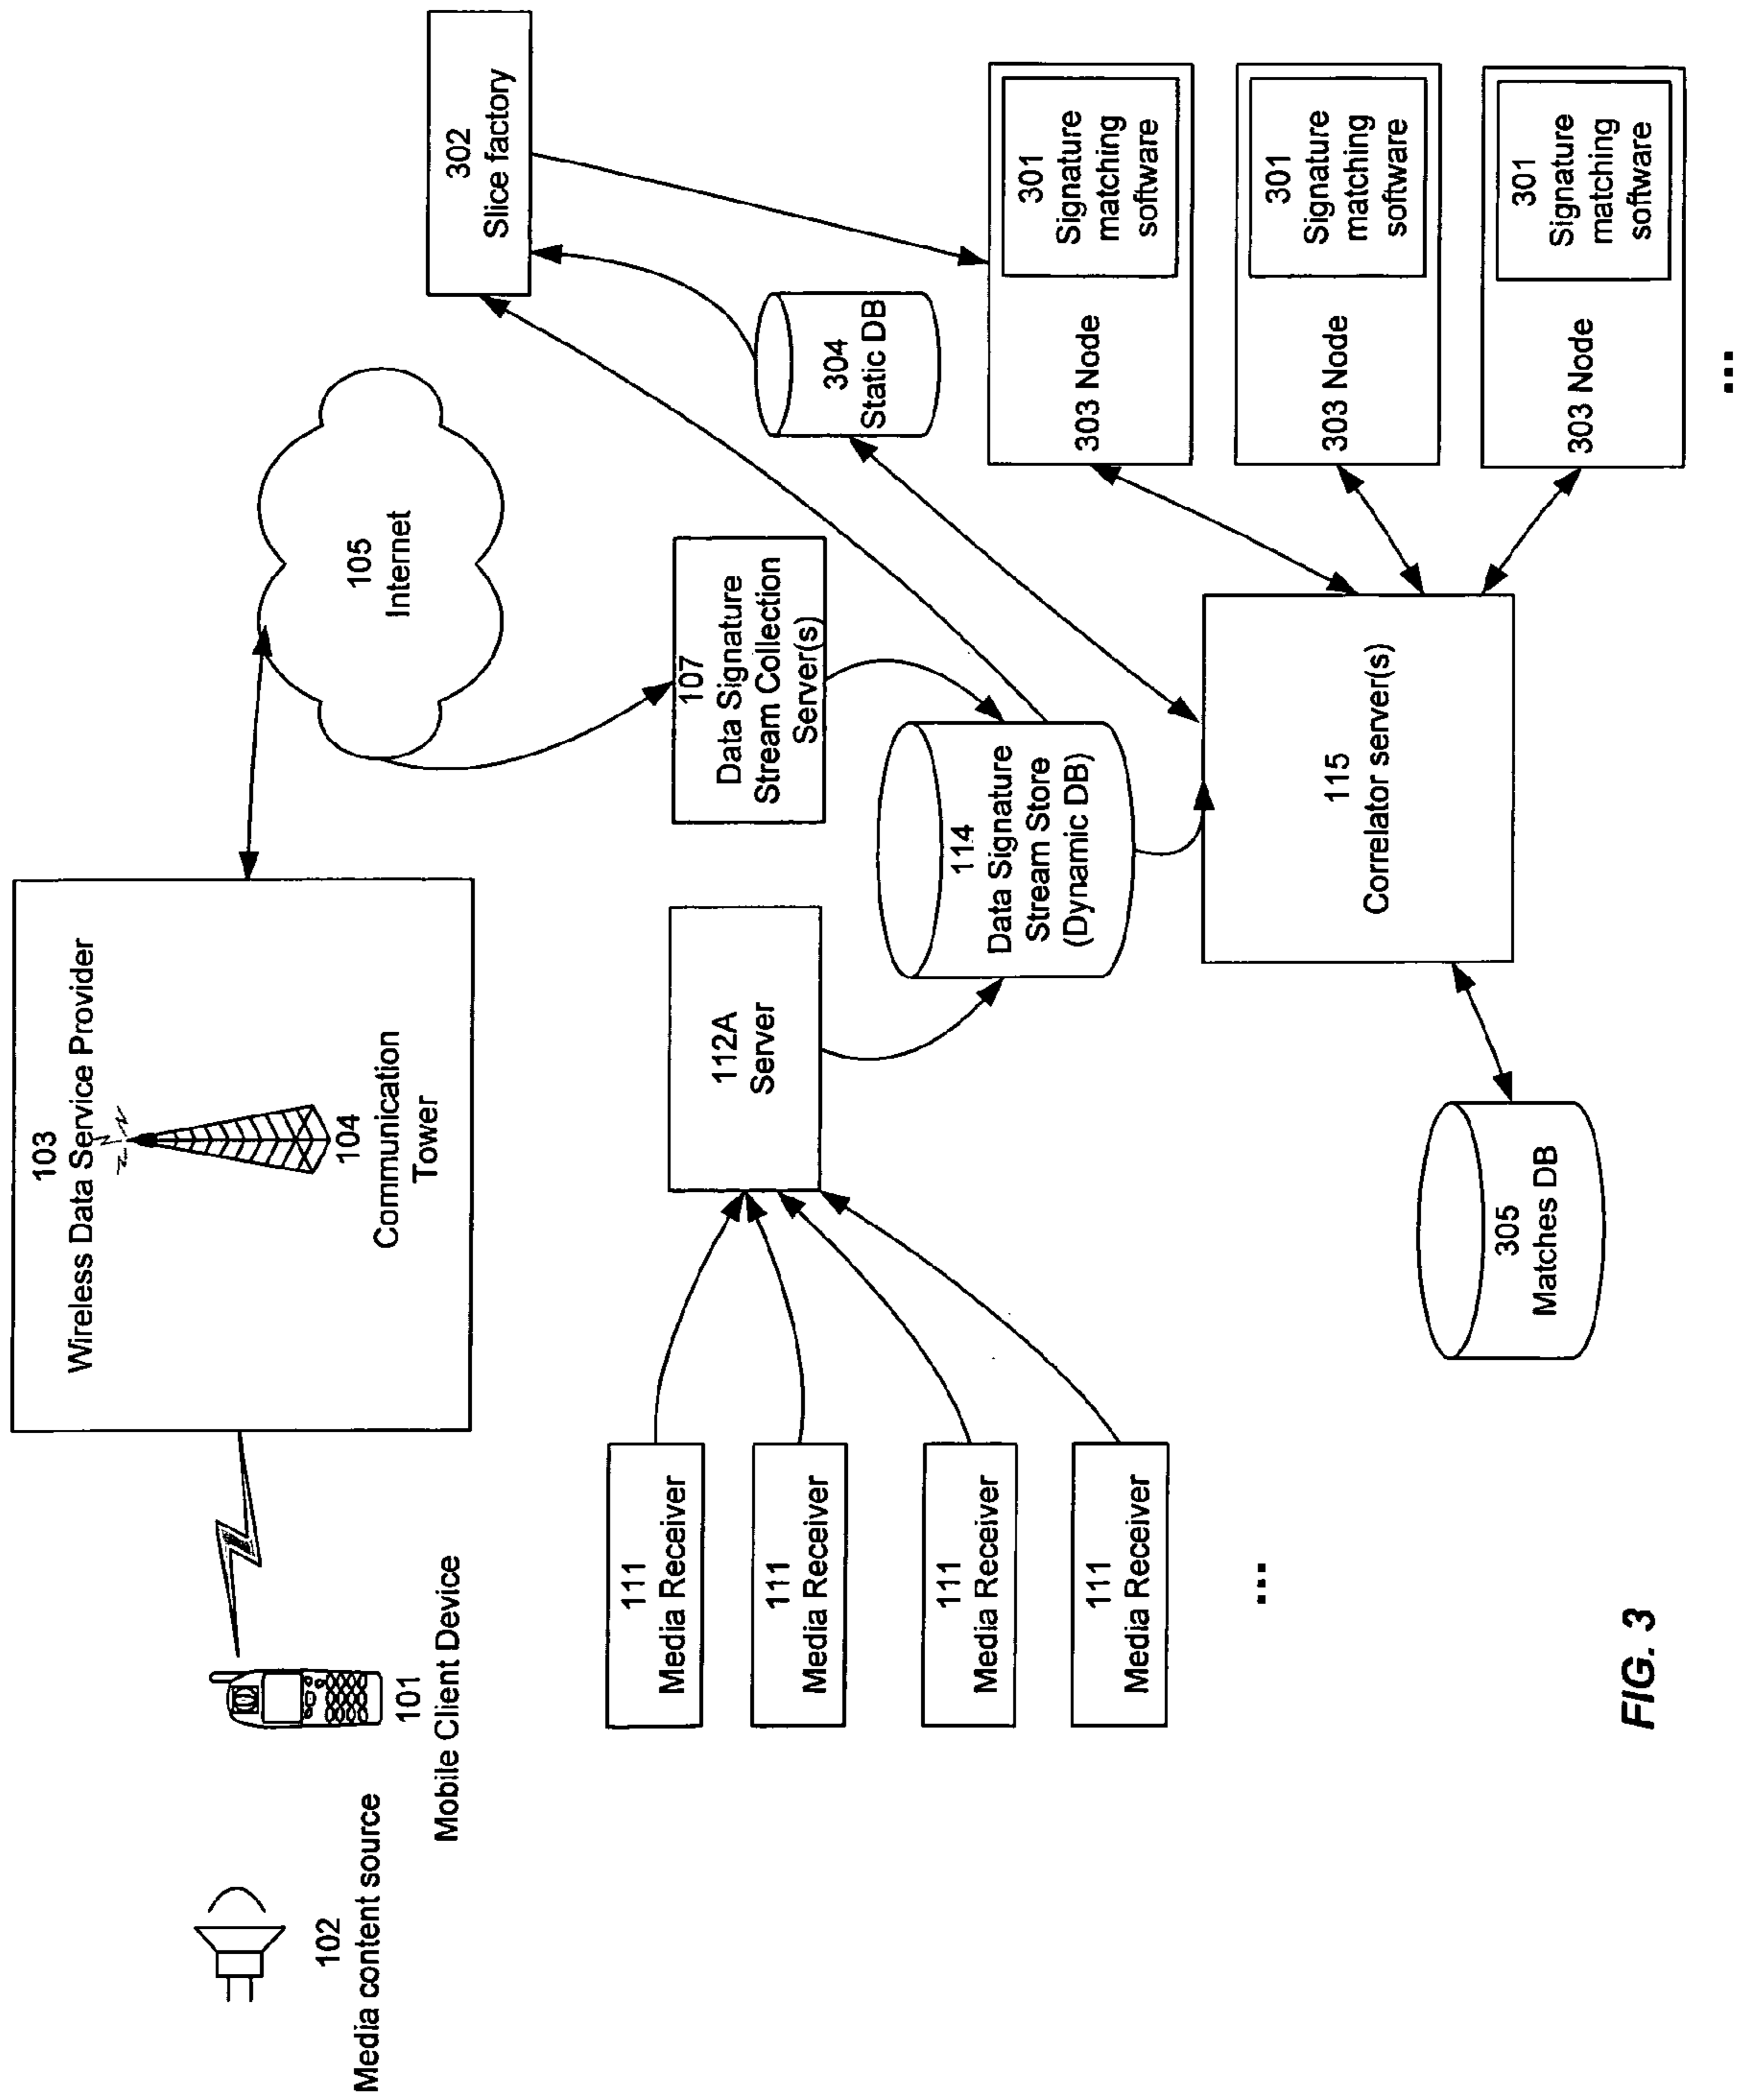 102
Media content source
101
Mobile Client Device
103
Wireless Data Service Provider
104
Communication
Tower
105
Internet
302
Slice factory
111
Media Receiver
111
Media Receiver
111
Media Receiver
111
Media Receiver
...
112A
Server
107
Data Signature
Stream Collection
Server(s)
114
Data Signature
Stream Store
(Dynamic DB)
304
Static DB
303 Node
301
Signature
matching
software
303 Node
301
Signature
matching
software
303 Node
301
Signature
matching
software
...
115
Correlator server(s)
305
Matches DB
FIG. 3